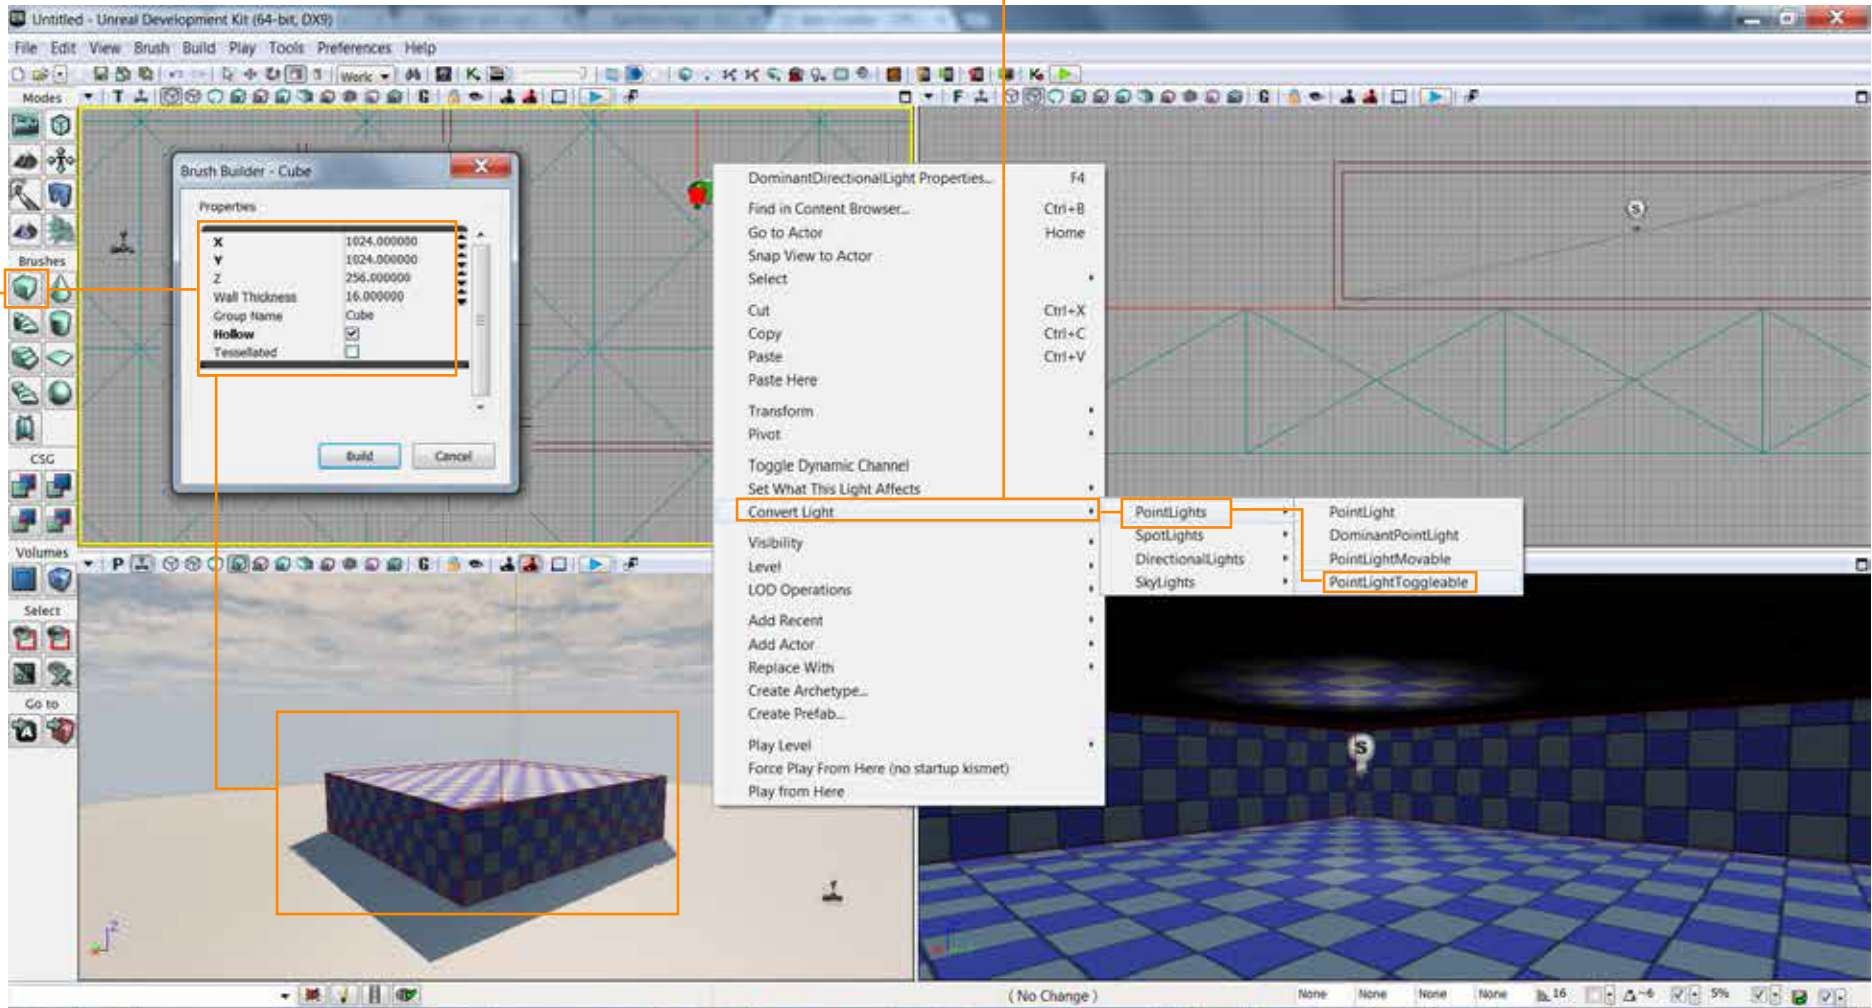 Untitled - Unreal Development Kit (64-bit, DX9)
File Edit View Brush Build Play Tools Preferences Help
Work
Modes
T
G
F
G
Brush Builder - Cube
Properties
X 1024.000000
Y 1024.000000
Z 256.000000
Wall Thickness 16.000000
Group Name Cube
Hollow
Tessellated
Build Cancel
Brushes
CSG
Volumes
Select
Go to
DominantDirectionalLight Properties... F4
Find in Content Browser... Ctrl+B
Go to Actor Home
Snap View to Actor
Select
Cut Ctrl+X
Copy Ctrl+C
Paste Ctrl+V
Paste Here
Transform
Pivot
Toggle Dynamic Channel
Set What This Light Affects
Convert Light
Visibility
Level
LOD Operations
Add Recent
Add Actor
Replace With
Create Archetype...
Create Prefab...
Play Level
Force Play From Here (no startup kismet)
Play from Here
PointLights
SpotLights
DirectionalLights
SkyLights
PointLight
DominantPointLight
PointLightMovable
PointLightToggleable
P
G
S
S
Z
( No Change )
None None None None 16 5%